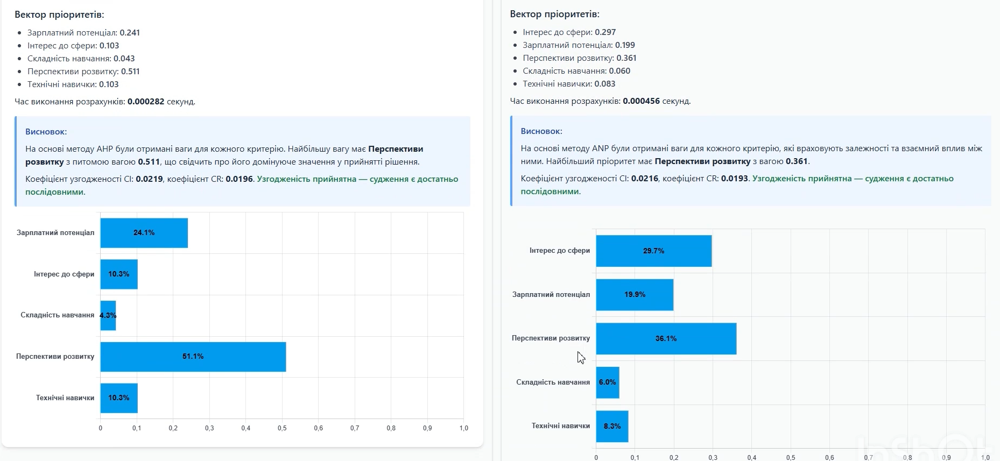 Вектор пріоритетів:
Зарплатний потенціал: 0.241
Інтерес до сфери: 0.103
Складність навчання: 0.043
Перспективи розвитку: 0.511
Технічні навички: 0.103
Час виконання розрахунків: 0.000282 секунд.
Висновок:
На основі методу AHP були отримані ваги для кожного критерію. Найбільшу вагу має Перспективи
розвитку з питомою вагою 0.511, що свідчить про його домінуюче значення у прийнятті рішення.
Коефіцієнт узгодженості CI: 0.0219, коефіцієнт CR: 0.0196. Узгодженість прийнятна — судження є достатньо
послідовними.
Зарплатний потенціал 24.1%
Інтерес до сфери 10.3%
Складність навчання 4.3%
Перспективи розвитку 51.1%
Технічні навички 10.3%
0 0,1 0,2 0,3 0,4 0,5 0,6 0,7 0,8 0,9 1,0
Вектор пріоритетів:
Інтерес до сфери: 0.297
Зарплатний потенціал: 0.199
Перспективи розвитку: 0.361
Складність навчання: 0.060
Технічні навички: 0.083
Час виконання розрахунків: 0.000456 секунд.
Висновок:
На основі методу ANP були отримані ваги для кожного критерію, які враховують залежності та взаємний вплив між
ними. Найбільший пріоритет має Перспективи розвитку з вагою 0.361.
Коефіцієнт узгодженості CI: 0.0216, коефіцієнт CR: 0.0193. Узгодженість прийнятна — судження є достатньо
послідовними.
Інтерес до сфери 29.7%
Зарплатний потенціал 19.9%
Перспективи розвитку 36.1%
Складність навчання 6.0%
Технічні навички 8.3%
0 0,1 0,2 0,3 0,4 0,5 0,6 0,7 0,8 0,9 1,0
InShOt